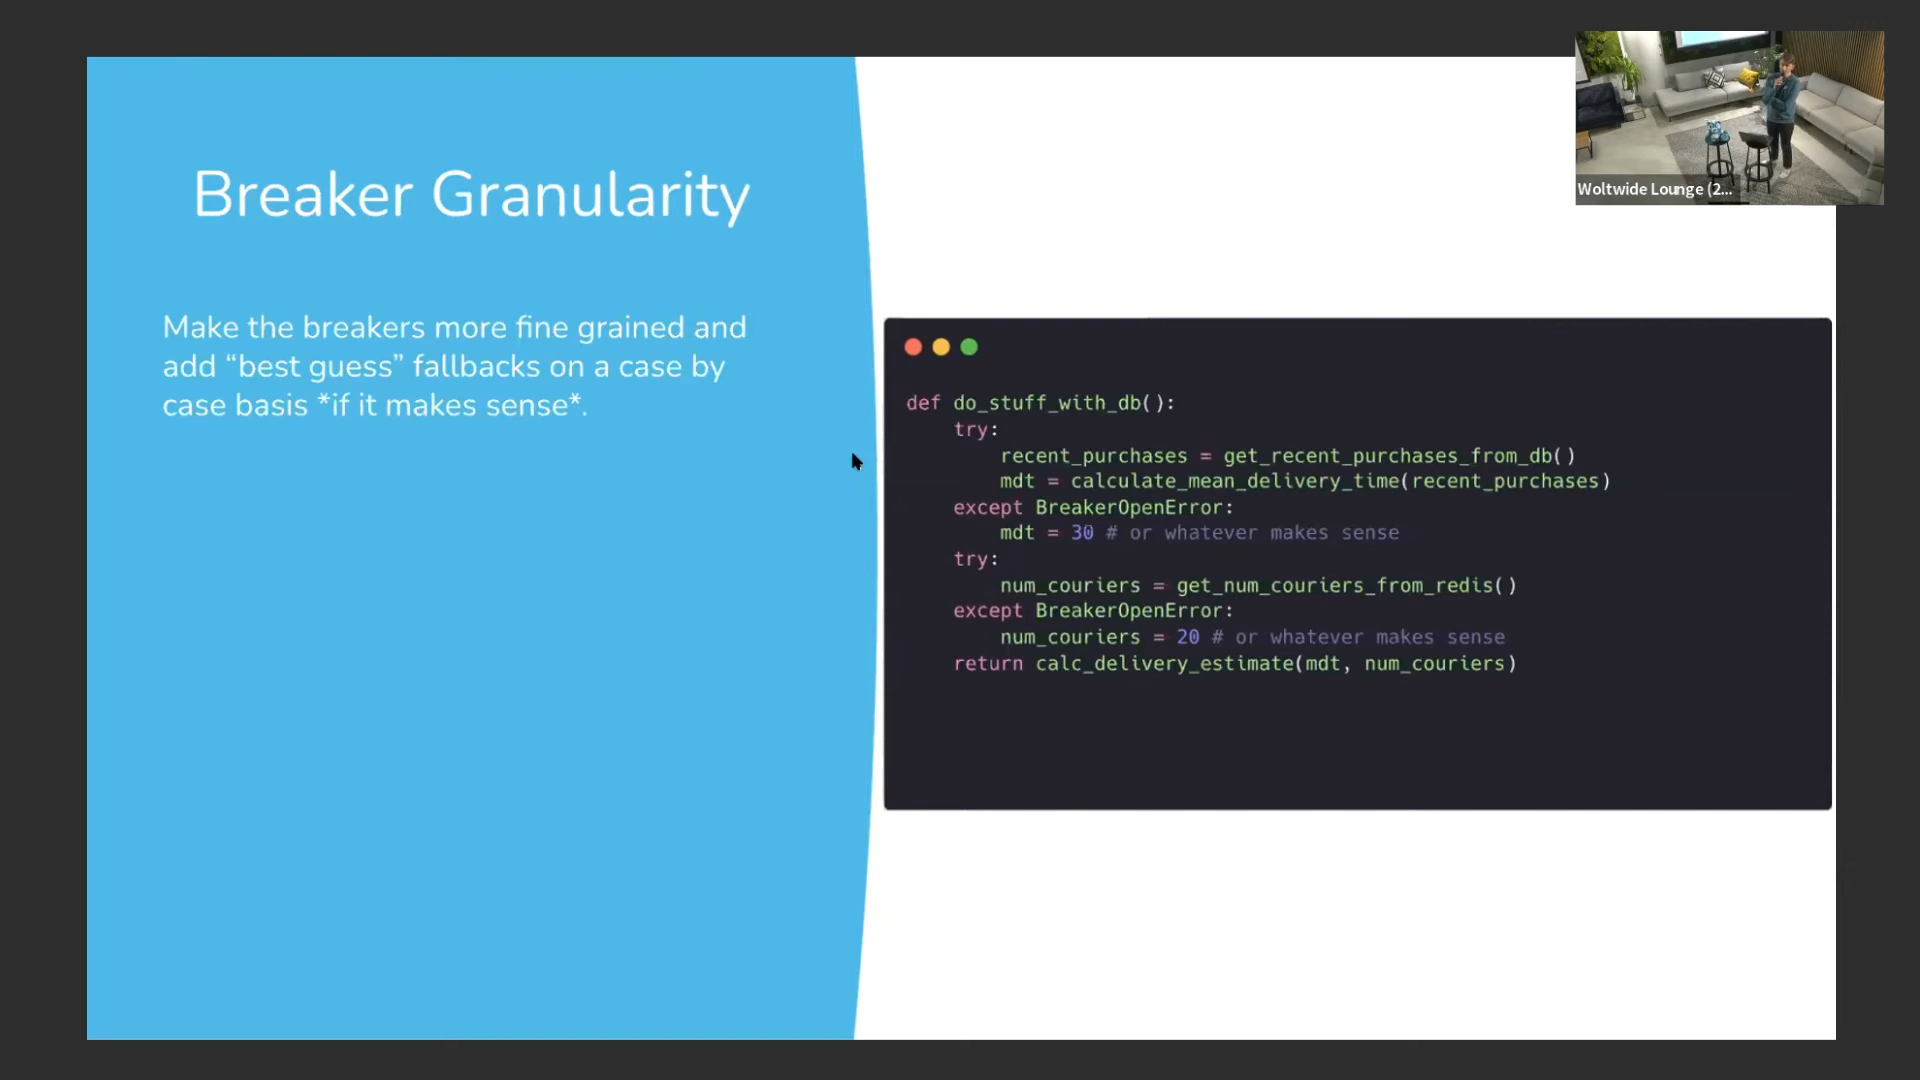 Breaker Granularity
Make the breakers more fine grained and
add “best guess” fallbacks on a case by
case basis *if it makes sense*.
def do_stuff_with_db():
    try:
        recent_purchases = get_recent_purchases_from_db()
        mdt = calculate_mean_delivery_time(recent_purchases)
    except BreakerOpenError:
        mdt = 30 # or whatever makes sense
    try:
        num_couriers = get_num_couriers_from_redis()
    except BreakerOpenError:
        num_couriers = 20 # or whatever makes sense
    return calc_delivery_estimate(mdt, num_couriers)
Woltwide Lounge (2...